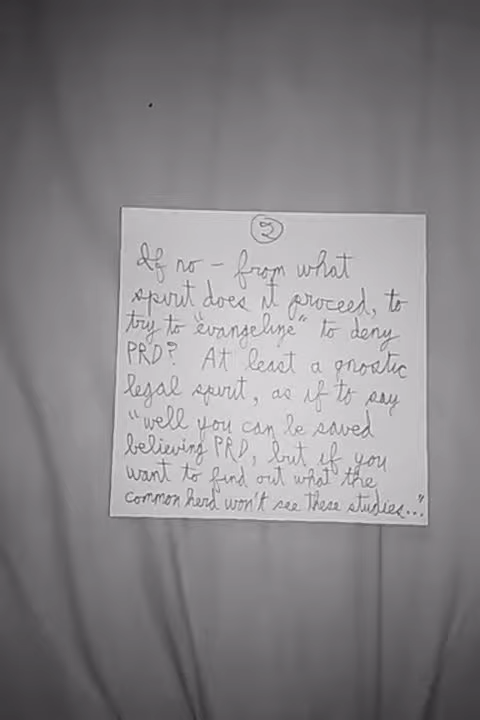 2
If no – from what
spirit does it proceed, to
try to "evangelize" to deny
PRD? At least a gnostic
legal spirit, as if to say
"well you can be saved
believing PRD, but if you
want to find out what the
common herd won't see these studies..."